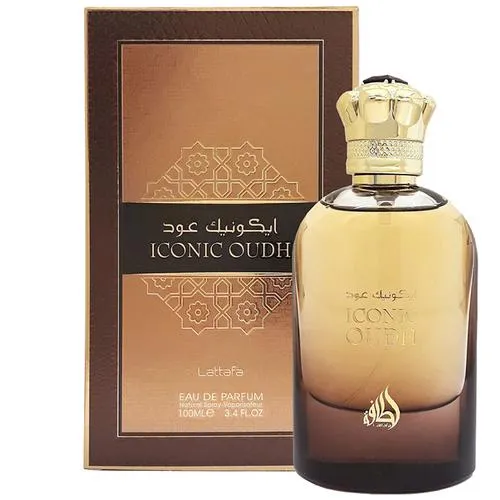 ايكونيك عود
ICONIC OUDH
Lattafa
EAU DE PARFUM
Natural Spray-Vaporisateur
100ML℮ 3.4 FL.OZ
ايكونيك عود
ICONIC
OUDH
لطافة